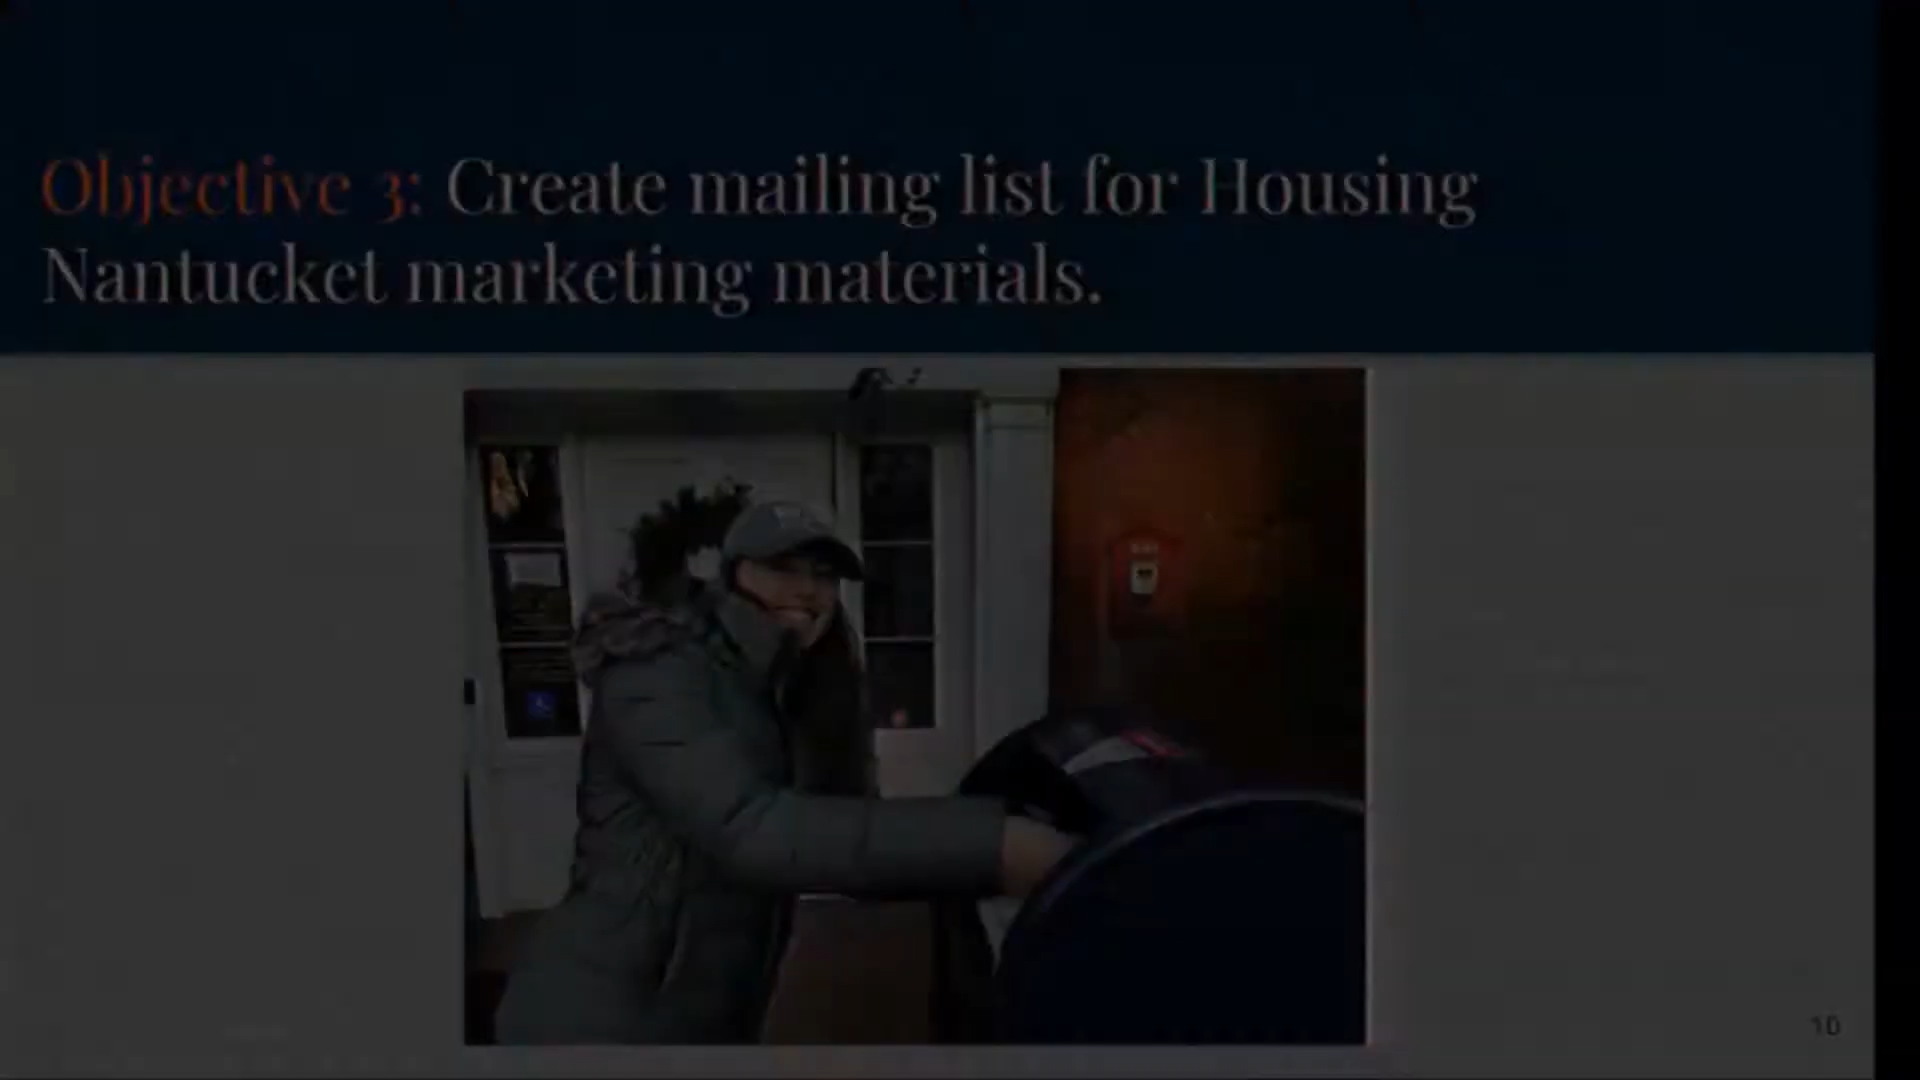 Objective 3: Create mailing list for Housing
Nantucket marketing materials.
10